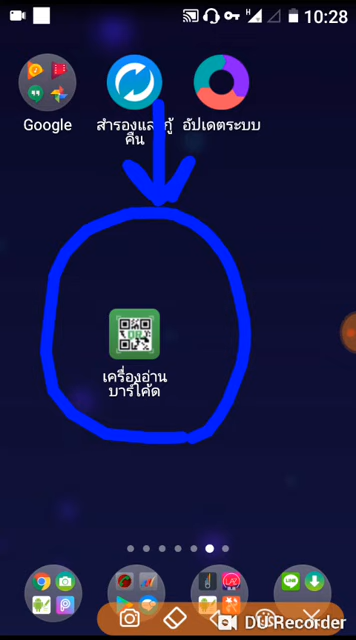 10:28
Google
สำรองและกู้คืน
อัปเดตระบบ
QR
เครื่องอ่าน
บาร์โค้ด
DU Recorder